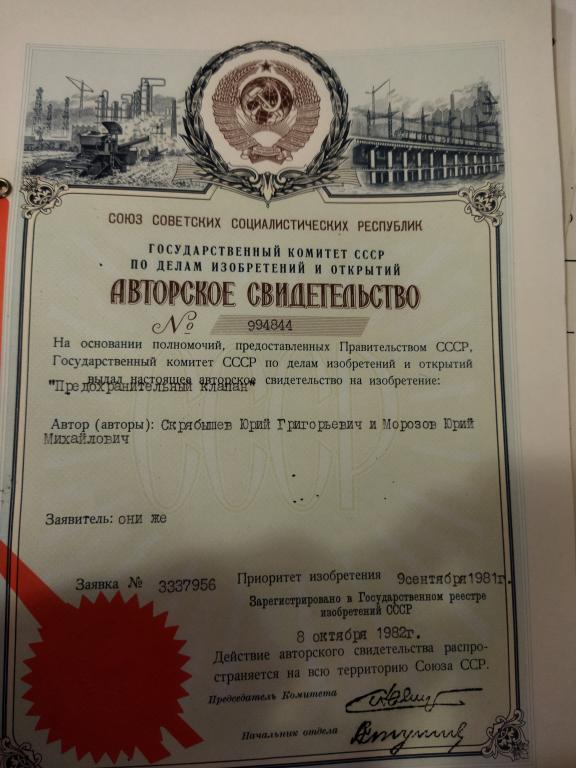 СОЮЗ СОВЕТСКИХ СОЦИАЛИСТИЧЕСКИХ РЕСПУБЛИК
ГОСУДАРСТВЕННЫЙ КОМИТЕТ СССР
ПО ДЕЛАМ ИЗОБРЕТЕНИЙ И ОТКРЫТИЙ
АВТОРСКОЕ СВИДЕТЕЛЬСТВО
№ 994844
На основании полномочий, предоставленных Правительством СССР,
Государственный комитет СССР по делам изобретений и открытий
выдал настоящее авторское свидетельство на изобретение:
"Предохранительный клапан"
Автор (авторы): Скрябышев Юрий Григорьевич и Морозов Юрий
Михайлович
СССР
Заявитель: они же
Заявка № 3337956 Приоритет изобретения 9сентября1981г.
Зарегистрировано в Государственном реестре
изобретений СССР
8 октября 1982г.
Действие авторского свидетельства распро-
страняется на всю территорию Союза ССР.
Председатель Комитета
Начальник отдела